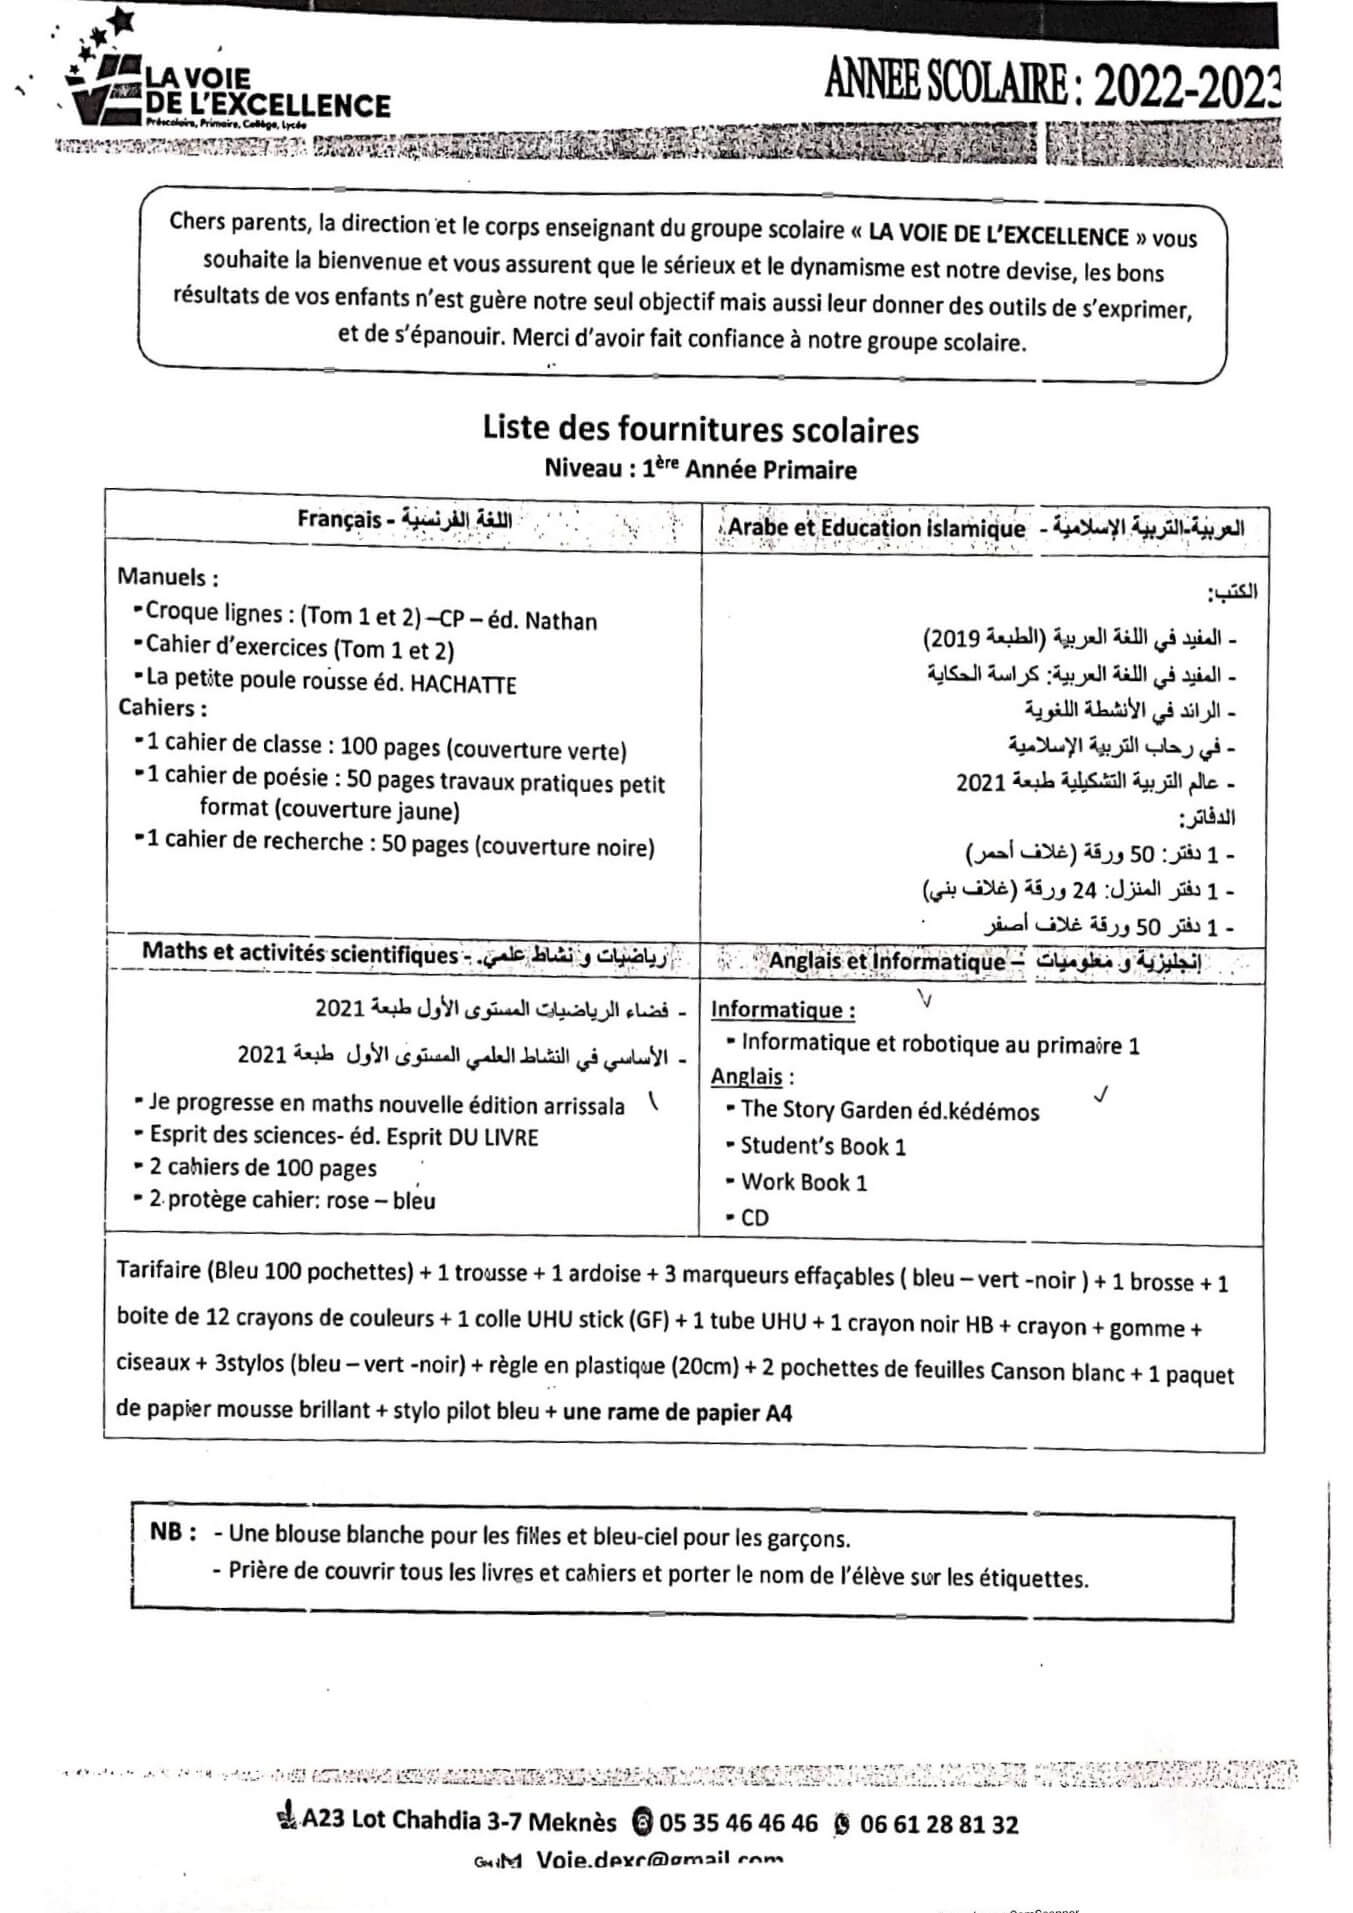 LA VOIE
DE L'EXCELLENCE
Préscolaire, Primaire, Collège, Lycée
ANNEE SCOLAIRE : 2022-2023
Chers parents, la direction et le corps enseignant du groupe scolaire « LA VOIE DE L'EXCELLENCE » vous
souhaite la bienvenue et vous assurent que le sérieux et le dynamisme est notre devise, les bons
résultats de vos enfants n'est guère notre seul objectif mais aussi leur donner des outils de s'exprimer,
et de s'épanouir. Merci d'avoir fait confiance à notre groupe scolaire.
Liste des fournitures scolaires
Niveau : 1ère Année Primaire
Français - اللغة الفرنسية
Manuels :
- Croque lignes : (Tom 1 et 2) –CP – éd. Nathan
- Cahier d'exercices (Tom 1 et 2)
- La petite poule rousse éd. HACHATTE
Cahiers :
- 1 cahier de classe : 100 pages (couverture verte)
- 1 cahier de poésie : 50 pages travaux pratiques petit
format (couverture jaune)
- 1 cahier de recherche : 50 pages (couverture noire)
Arabe et Education islamique - العربية-التربية الإسلامية
الكتب:
- المفيد في اللغة العربية (الطبعة 2019)
- المفيد في اللغة العربية: كراسة الحكاية
- الرائد في الأنشطة اللغوية
- في رحاب التربية الإسلامية
- عالم التربية التشكيلية طبعة 2021
الدفاتر:
- 1 دفتر: 50 ورقة (غلاف أحمر)
- 1 دفتر المنزل: 24 ورقة (غلاف بني)
- 1 دفتر 50 ورقة غلاف أصفر
Maths et activités scientifiques - رياضيات و نشاط علمي.
- فضاء الرياضيات المستوى الأول طبعة 2021
- الأساسي في النشاط العلمي المستوى الأول طبعة 2021
- Je progresse en maths nouvelle édition arrissala
- Esprit des sciences- éd. Esprit DU LIVRE
- 2 cahiers de 100 pages
- 2 protège cahier: rose – bleu
Anglais et Informatique – إنجليزية و معلوميات
Informatique :
- Informatique et robotique au primaire 1
Anglais :
- The Story Garden éd.kédémos
- Student's Book 1
- Work Book 1
- CD
Tarifaire (Bleu 100 pochettes) + 1 trousse + 1 ardoise + 3 marqueurs effaçables ( bleu – vert -noir ) + 1 brosse + 1
boite de 12 crayons de couleurs + 1 colle UHU stick (GF) + 1 tube UHU + 1 crayon noir HB + crayon + gomme +
ciseaux + 3stylos (bleu – vert -noir) + règle en plastique (20cm) + 2 pochettes de feuilles Canson blanc + 1 paquet
de papier mousse brillant + stylo pilot bleu + une rame de papier A4
NB : - Une blouse blanche pour les filles et bleu-ciel pour les garçons.
- Prière de couvrir tous les livres et cahiers et porter le nom de l'élève sur les étiquettes.
A23 Lot Chahdia 3-7 Meknès 05 35 46 46 46 06 61 28 81 32
Voie.dexc@gmail.com